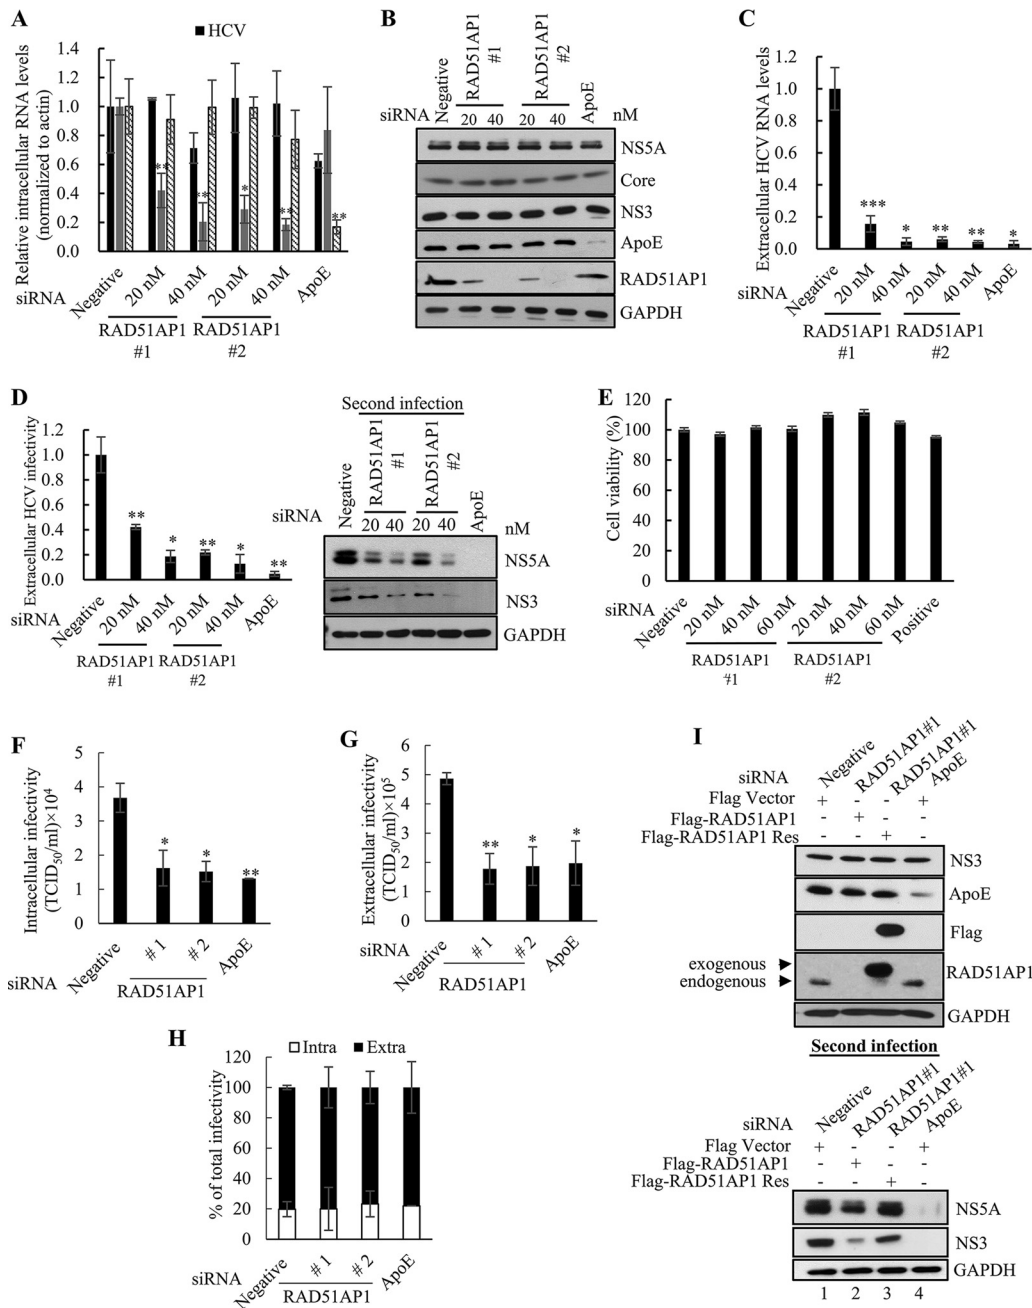 A
HCV
Relative intracellular RNA levels
(normalized to actin)
1.4
1.2
1.0
0.8
0.6
0.4
0.2
0.0
**
**
*
**
**
siRNA
Negative
20 nM
40 nM
20 nM
40 nM
ApoE
RAD51AP1
#1
RAD51AP1
#2
B
Negative
RAD51AP1
#1
RAD51AP1
#2
ApoE
siRNA
20 40 20 40 nM
NS5A
Core
NS3
ApoE
RAD51AP1
GAPDH
C
Extracellular HCV RNA levels
1.2
1.0
0.8
0.6
0.4
0.2
0.0
***
*
**
**
*
siRNA
Negative
20 nM
40 nM
20 nM
40 nM
ApoE
RAD51AP1
#1
RAD51AP1
#2
D
Extracellular HCV infectivity
1.2
1.0
0.8
0.6
0.4
0.2
0.0
**
*
**
*
**
siRNA
Negative
20 nM
40 nM
20 nM
40 nM
ApoE
RAD51AP1
#1
RAD51AP1
#2
Second infection
Negative
RAD51AP1
#1
RAD51AP1
#2
ApoE
siRNA
20 40 20 40 nM
NS5A
NS3
GAPDH
E
Cell viability (%)
120
100
80
60
40
20
0
siRNA
Negative
20 nM
40 nM
60 nM
20 nM
40 nM
60 nM
Positive
RAD51AP1
#1
RAD51AP1
#2
F
Intracellular infectivity
(TCID50/ml)×10⁴
5
4
3
2
1
0
*
*
**
siRNA
Negative
# 1
# 2
ApoE
RAD51AP1
G
Extracellular infectivity
(TCID50/ml)×10⁵
6
5
4
3
2
1
0
**
*
*
siRNA
Negative
# 1
# 2
ApoE
RAD51AP1
H
Intra Extra
% of total infectivity
120
100
80
60
40
20
0
siRNA
Negative
# 1
# 2
ApoE
RAD51AP1
I
siRNA
Negative
RAD51AP1#1
RAD51AP1#1
ApoE
Flag Vector + - - +
Flag-RAD51AP1 - + - -
Flag-RAD51AP1 Res - - + -
NS3
ApoE
Flag
exogenous
endogenous
RAD51AP1
GAPDH
Second infection
siRNA
Negative
RAD51AP1#1
RAD51AP1#1
ApoE
Flag Vector + - - +
Flag-RAD51AP1 - + - -
Flag-RAD51AP1 Res - - + -
NS5A
NS3
GAPDH
1 2 3 4